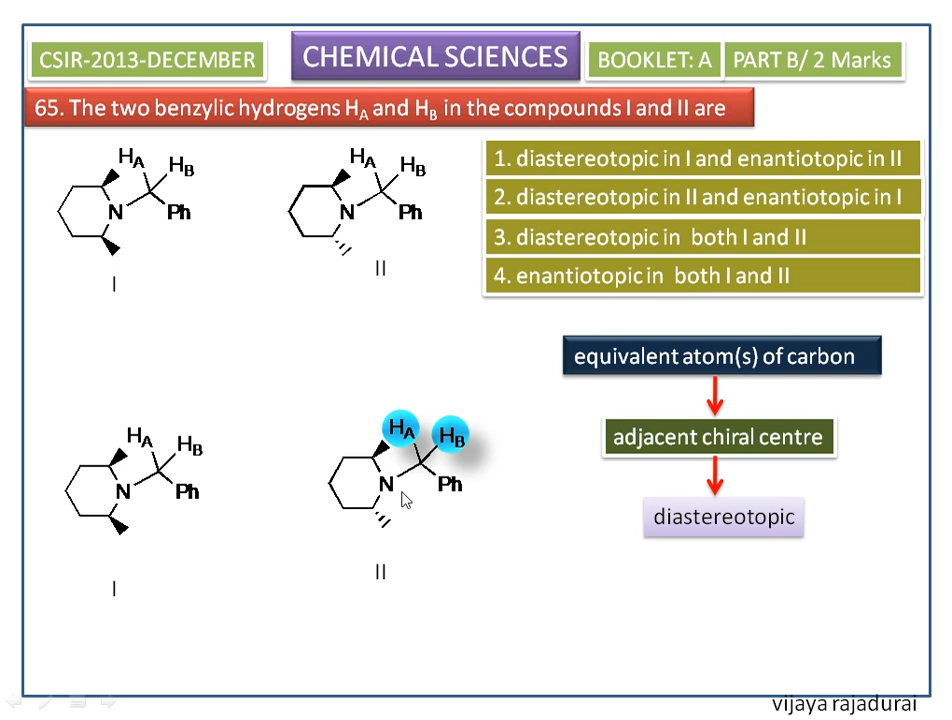 CSIR-2013-DECEMBER
CHEMICAL SCIENCES
BOOKLET: A
PART B/ 2 Marks
65. The two benzylic hydrogens HA and HB in the compounds I and II are
HA
HB
N
Ph
I
HA
HB
N
Ph
II
1. diastereotopic in I and enantiotopic in II
2. diastereotopic in II and enantiotopic in I
3. diastereotopic in both I and II
4. enantiotopic in both I and II
equivalent atom(s) of carbon
adjacent chiral centre
diastereotopic
HA
HB
N
Ph
I
HA
HB
N
Ph
II
vijaya rajadurai